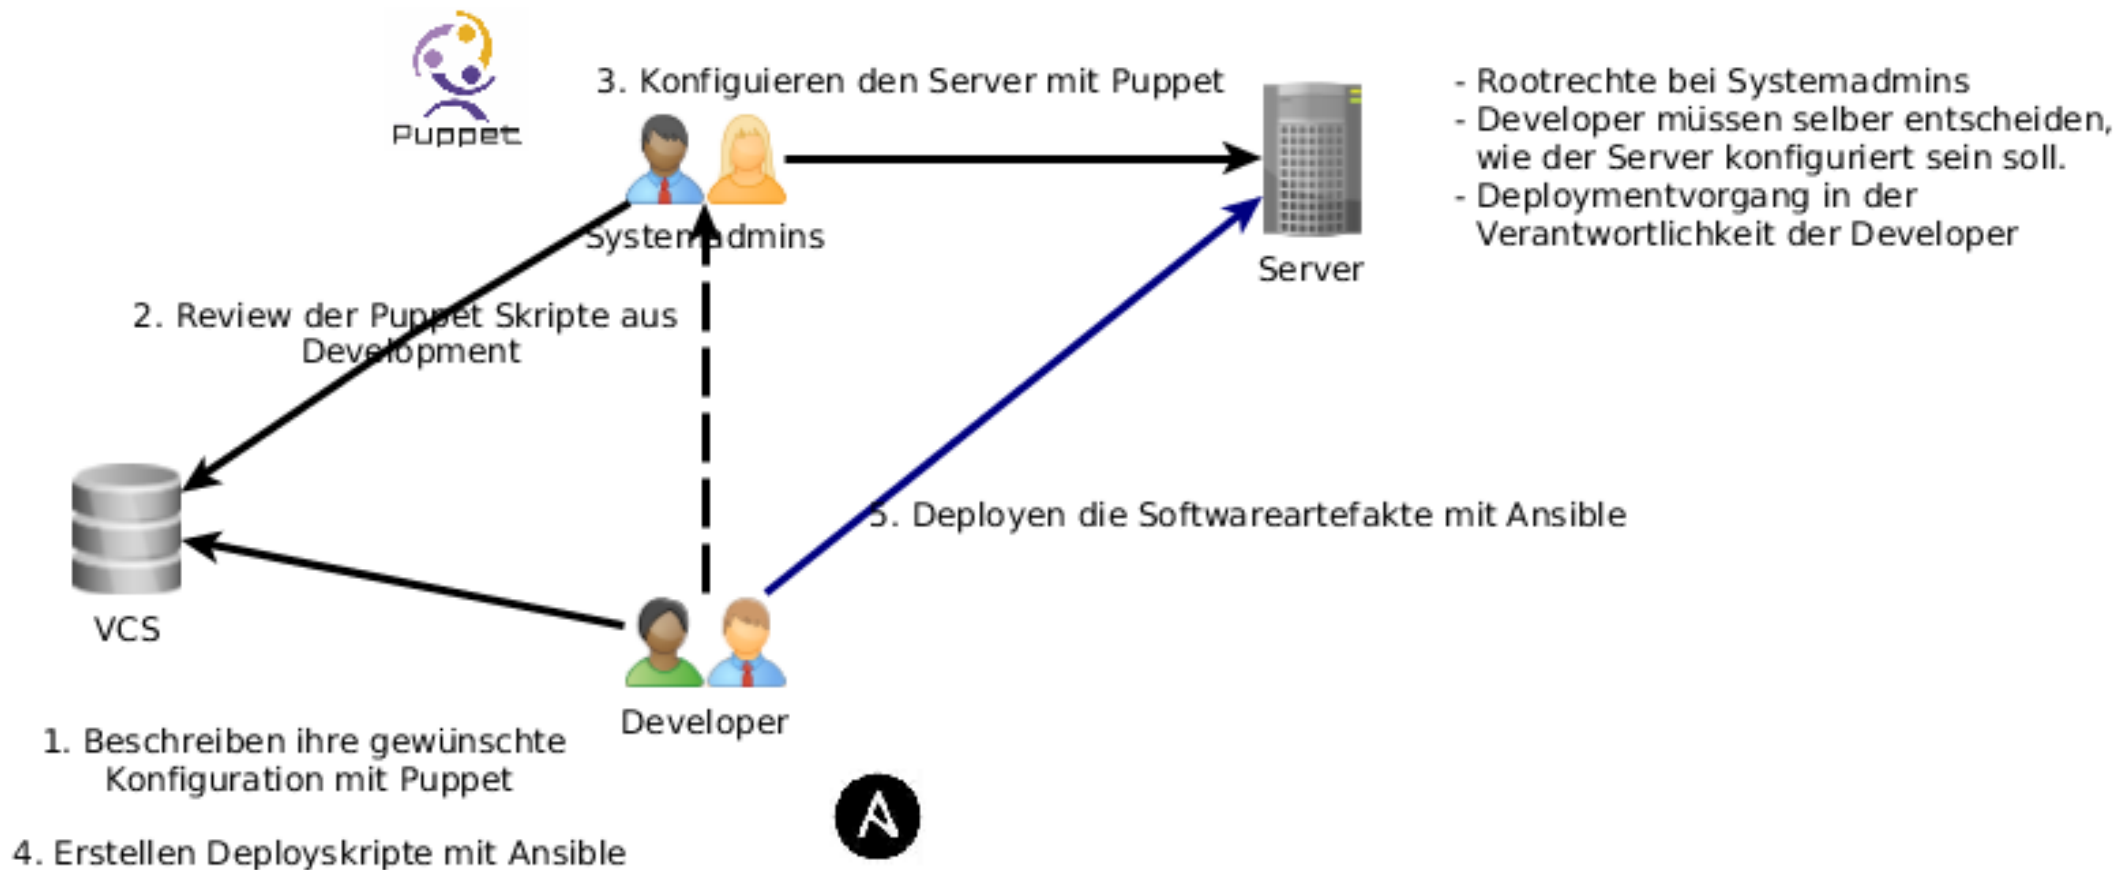 Puppet
3. Konfiguieren den Server mit Puppet
- Rootrechte bei Systemadmins
- Developer müssen selber entscheiden,
wie der Server konfiguriert sein soll.
- Deploymentvorgang in der
Verantwortlichkeit der Developer
Systemadmins
Server
2. Review der Puppet Skripte aus
Development
5. Deployen die Softwareartefakte mit Ansible
VCS
Developer
1. Beschreiben ihre gewünschte
Konfiguration mit Puppet
A
4. Erstellen Deployskripte mit Ansible